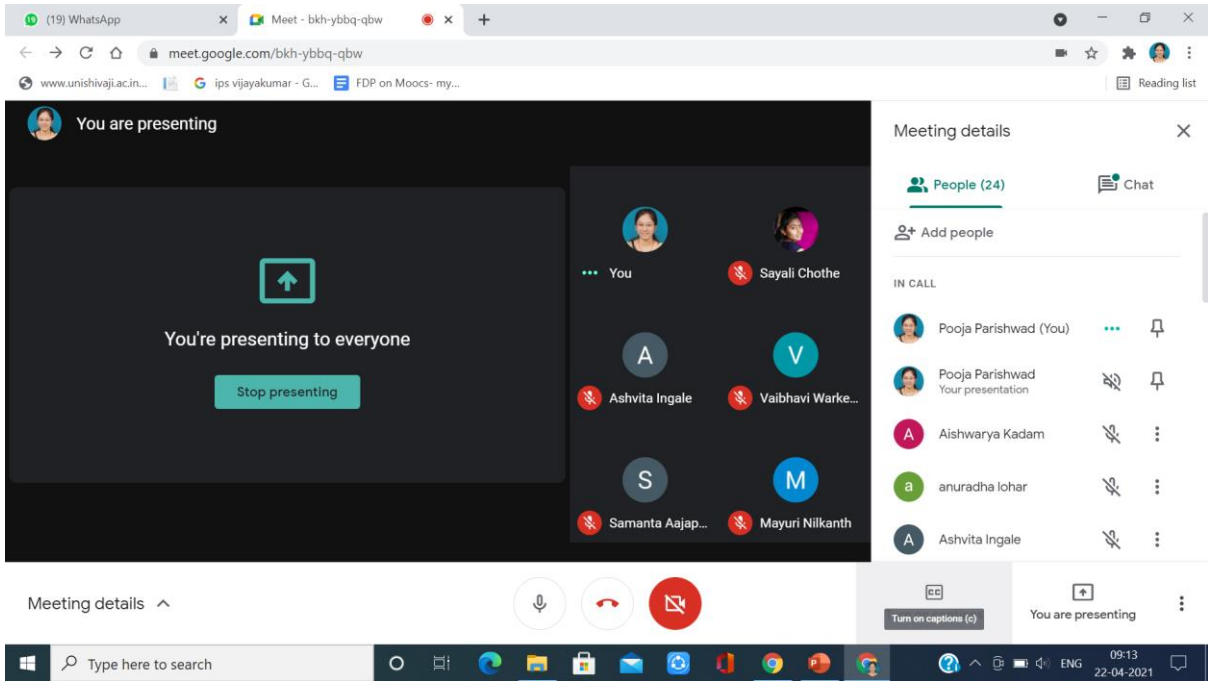 (19) WhatsApp
Meet - bkh-ybbq-qbw
meet.google.com/bkh-ybbq-qbw
www.unishivaji.ac.in...
G ips vijayakumar - G...
FDP on Moocs- my...
Reading list
You are presenting
You're presenting to everyone
Stop presenting
You
Sayali Chothe
A
V
Ashvita Ingale
Vaibhavi Warke...
S
M
Samanta Aajap...
Mayuri Nilkanth
Meeting details
People (24)
Chat
Add people
IN CALL
Pooja Parishwad (You)
Pooja Parishwad
Your presentation
A Aishwarya Kadam
a anuradha lohar
A Ashvita Ingale
Meeting details
CC
Turn on captions (c)
You are presenting
Type here to search
ENG
09:13
22-04-2021